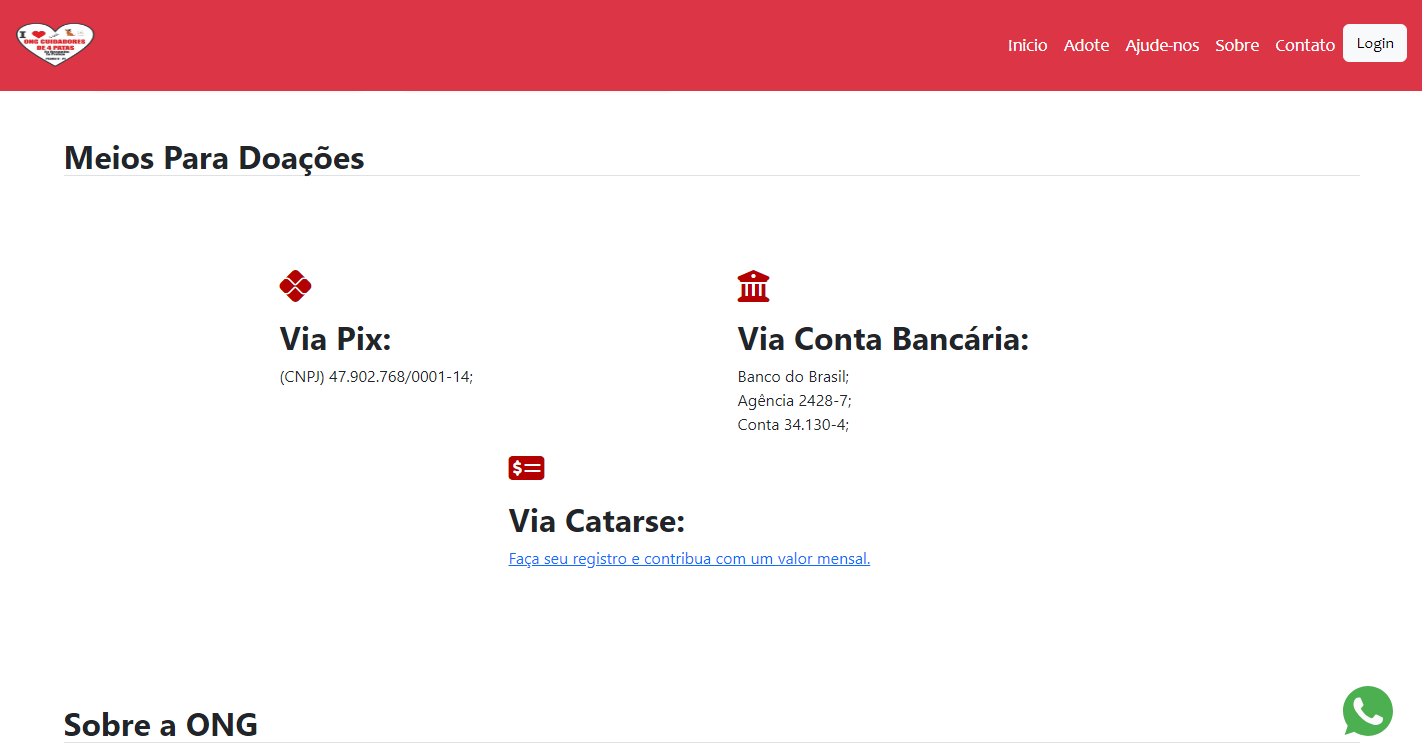 I
ONG CUIDADORES
DE 4 PATAS
Inicio
Adote
Ajude-nos
Sobre
Contato
Login
Meios Para Doações
Via Pix:
(CNPJ) 47.902.768/0001-14;
Via Conta Bancária:
Banco do Brasil;
Agência 2428-7;
Conta 34.130-4;
Via Catarse:
Faça seu registro e contribua com um valor mensal.
Sobre a ONG